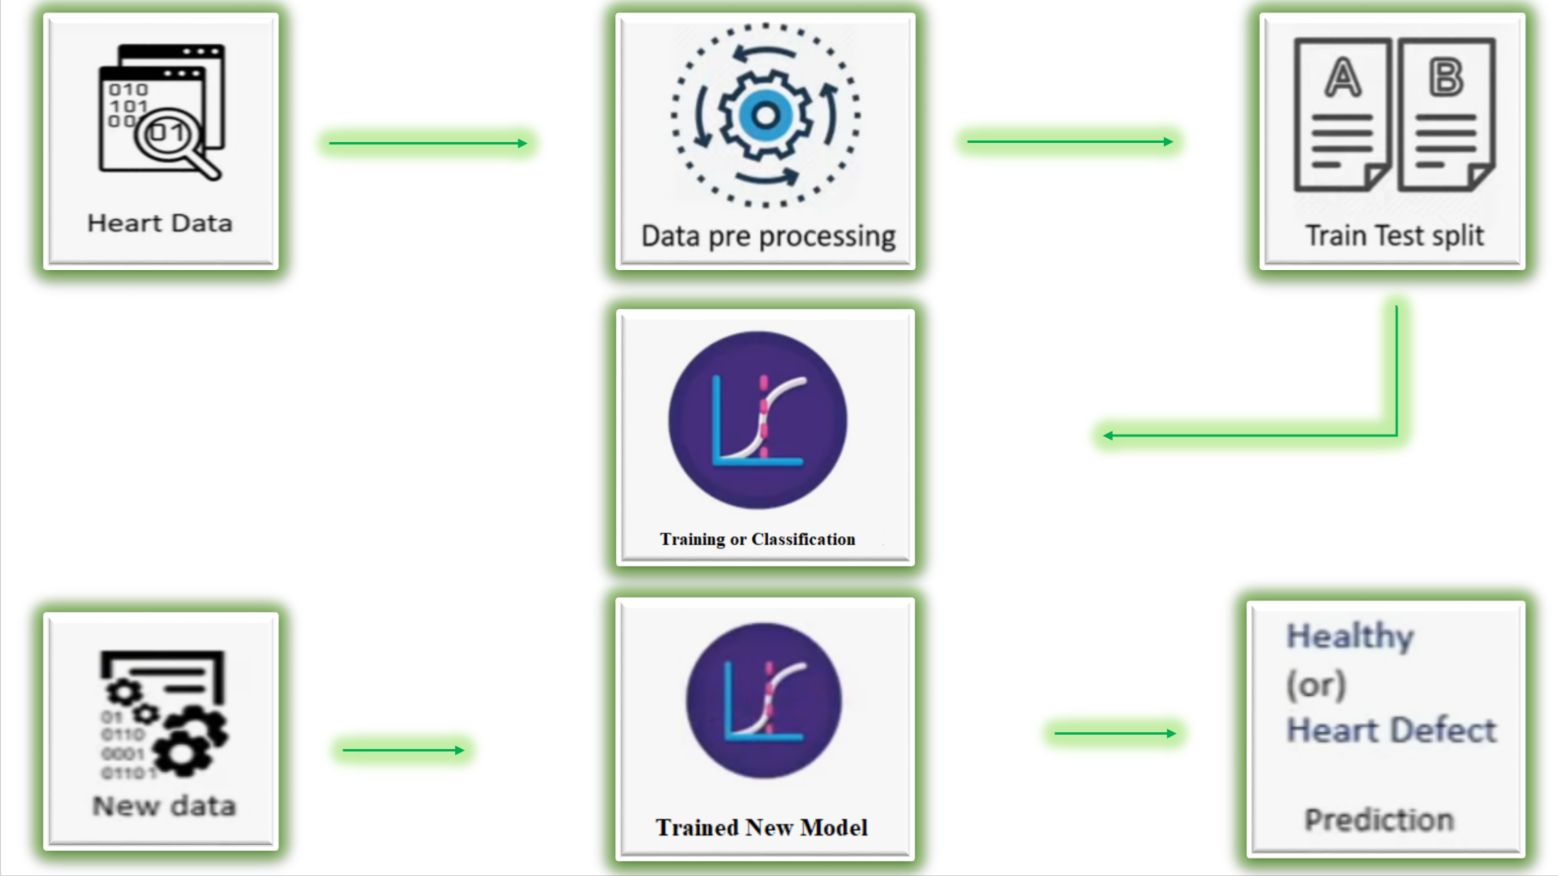 010
101
00
01
Heart Data
Data pre processing
A
B
Train Test split
Training or Classification
01
0110
0001
01101
New data
Trained New Model
Healthy
(or)
Heart Defect
Prediction